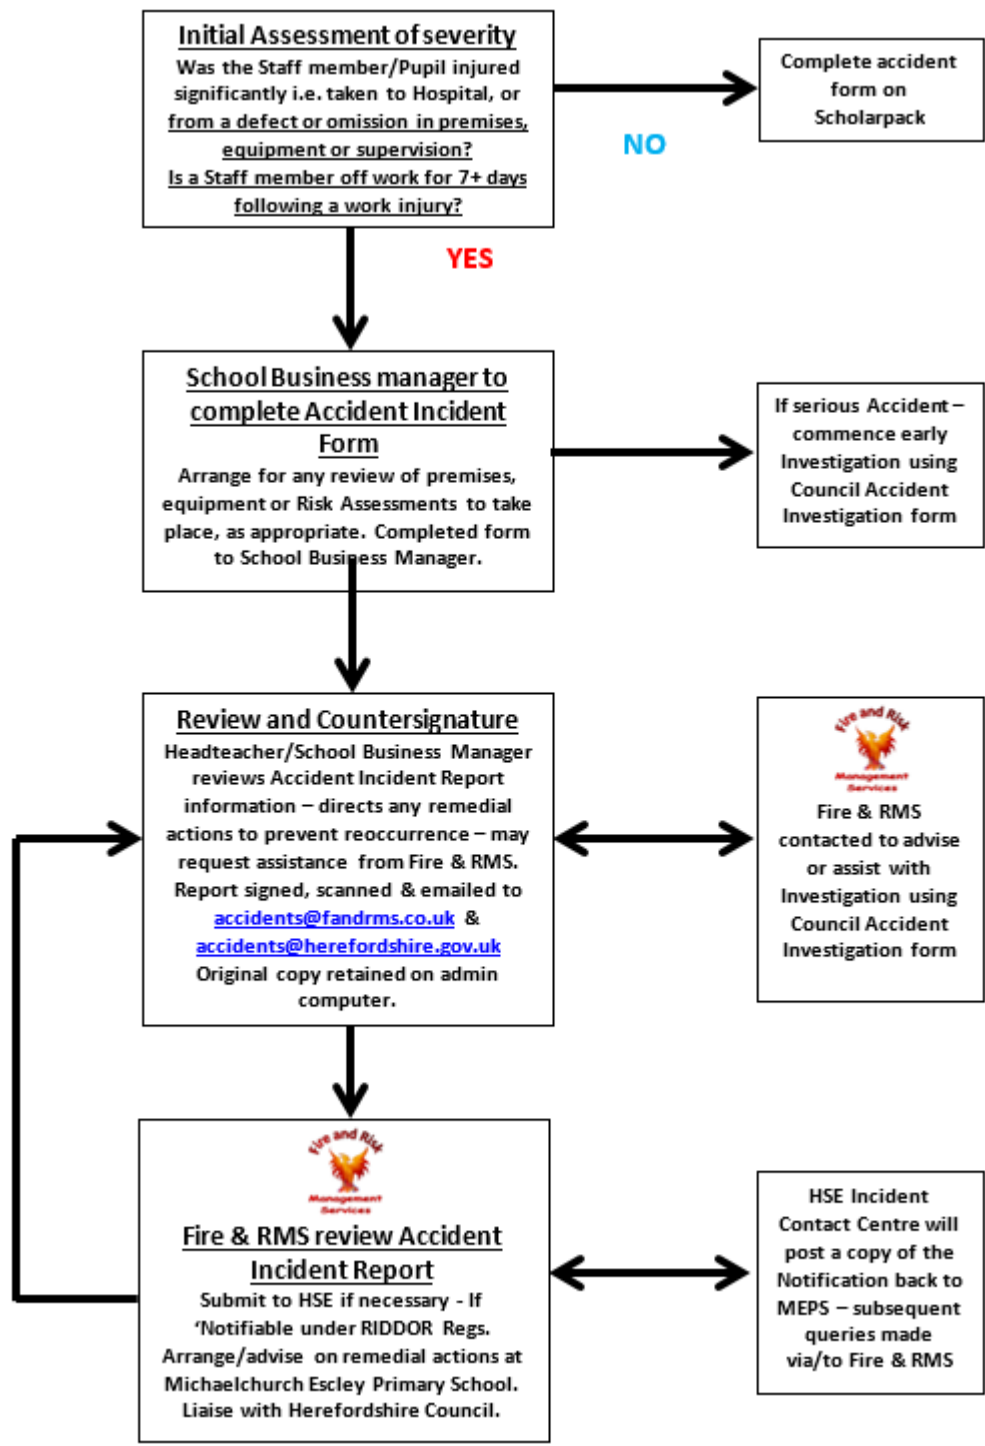 Initial Assessment of severity
Was the Staff member/Pupil injured
significantly i.e. taken to Hospital, or
from a defect or omission in premises,
equipment or supervision?
Is a Staff member off work for 7+ days
following a work injury?
Complete accident
form on
Scholarpack
NO
YES
School Business manager to
complete Accident Incident
Form
Arrange for any review of premises,
equipment or Risk Assessments to take
place, as appropriate. Completed form
to School Business Manager.
If serious Accident –
commence early
Investigation using
Council Accident
Investigation form
Review and Countersignature
Headteacher/School Business Manager
reviews Accident Incident Report
information – directs any remedial
actions to prevent reoccurrence – may
request assistance from Fire & RMS.
Report signed, scanned & emailed to
accidents@fandrms.co.uk &
accidents@herefordshire.gov.uk
Original copy retained on admin
computer.
Fire and Risk
Management
Services
Fire & RMS
contacted to advise
or assist with
Investigation using
Council Accident
Investigation form
Fire and Risk
Management
Services
Fire & RMS review Accident
Incident Report
Submit to HSE if necessary - If
‘Notifiable under RIDDOR Regs.
Arrange/advise on remedial actions at
Michaelchurch Escley Primary School.
Liaise with Herefordshire Council.
HSE Incident
Contact Centre will
post a copy of the
Notification back to
MEPS – subsequent
queries made
via/to Fire & RMS